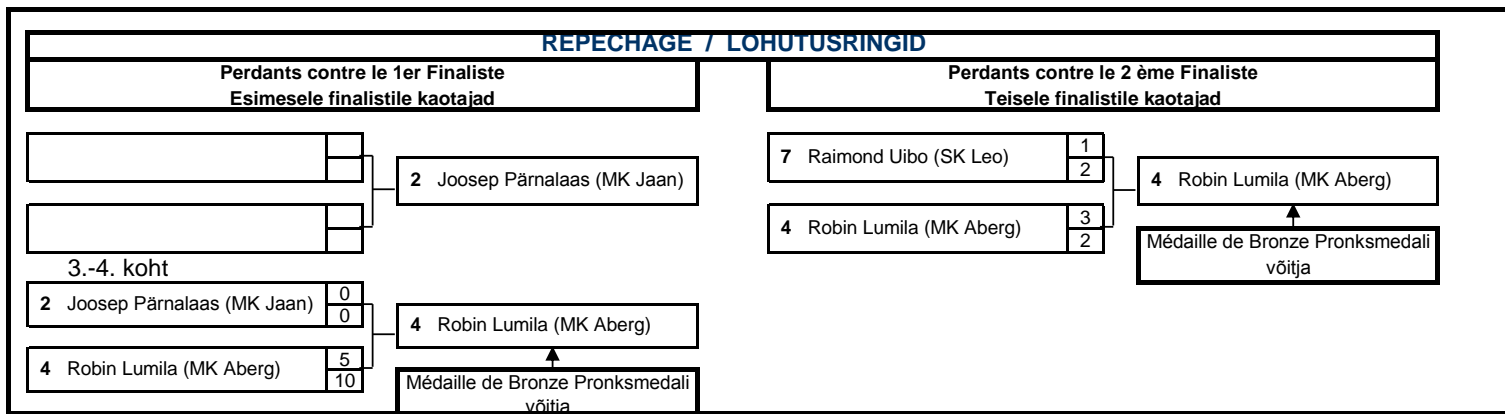 REPECHAGE / LOHUTUSRINGID
Perdants contre le 1er Finaliste
Esimesele finalistile kaotajad
Perdants contre le 2 ème Finaliste
Teisele finalistile kaotajad
2 Joosep Pärnalaas (MK Jaan)
7 Raimond Uibo (SK Leo)
1
2
4 Robin Lumila (MK Aberg)
4 Robin Lumila (MK Aberg)
3
2
Médaille de Bronze Pronksmedali
võitja
3.-4. koht
2 Joosep Pärnalaas (MK Jaan)
0
0
4 Robin Lumila (MK Aberg)
4 Robin Lumila (MK Aberg)
5
10
Médaille de Bronze Pronksmedali
võitja